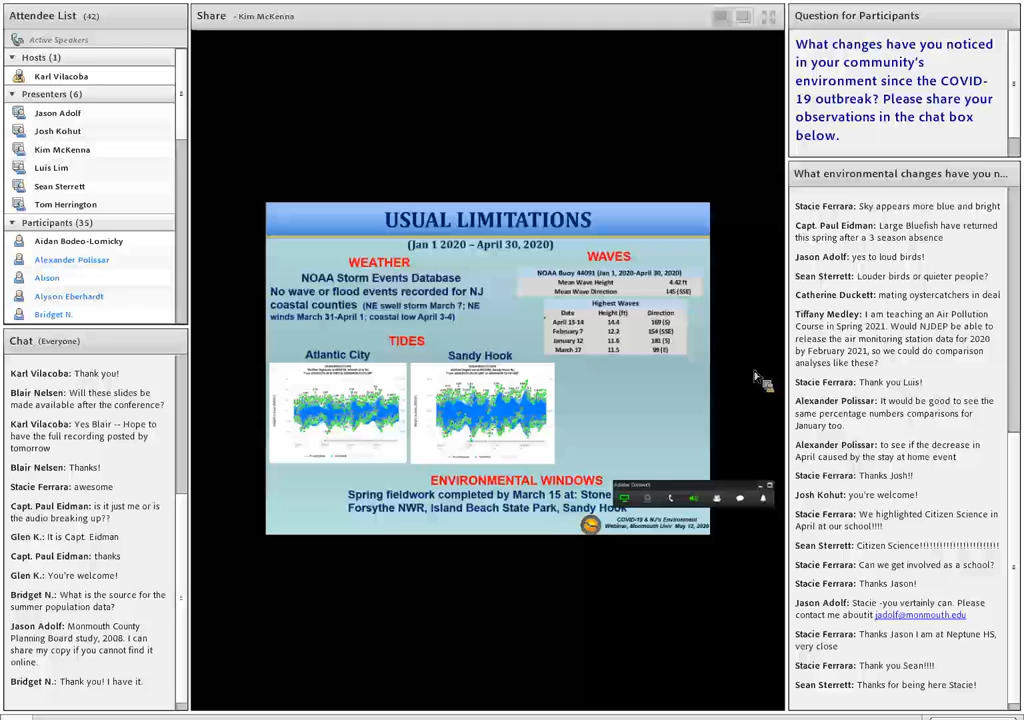 Attendee List (42)
Active Speakers
Hosts (1)
Karl Vilacoba
Presenters (6)
Jason Adolf
Josh Kohut
Kim McKenna
Luis Lim
Sean Sterrett
Tom Herrington
Participants (35)
Aidan Bodeo-Lomicky
Alexander Polissar
Alison
Alyson Eberhardt
Bridget N.
Chat (Everyone)
Karl Vilacoba: Thank you!
Blair Nelsen: Will these slides be
made available after the conference?
Karl Vilacoba: Yes Blair -- Hope to
have the full recording posted by
tomorrow
Blair Nelsen: Thanks!
Stacie Ferrara: awesome
Capt. Paul Eidman: is it just me or is
the audio breaking up??
Glen K.: It is Capt. Eidman
Capt. Paul Eidman: thanks
Glen K.: You're welcome!
Bridget N.: What is the source for the
summer population data?
Jason Adolf: Monmouth County
Planning Board study, 2008. I can
share my copy if you cannot find it
online.
Bridget N.: Thank you! I have it.
Share - Kim McKenna
USUAL LIMITATIONS
(Jan 1 2020 – April 30, 2020)
WEATHER
NOAA Storm Events Database
No wave or flood events recorded for NJ
coastal counties (NE swell storm March 7; NE
winds March 31-April 1; coastal low April 3-4)
WAVES
NOAA Buoy 44091 (Jan 1, 2020-April 30, 2020)
Mean Wave Height 4.42 ft
Mean Wave Direction 145 (SSE)
Highest Waves
Date Height (ft) Direction
April 13-14 14.4 169 (S)
February 7 12.2 154 (SSE)
January 12 11.6 181 (S)
March 17 11.5 99 (E)
TIDES
Atlantic City
Sandy Hook
ENVIRONMENTAL WINDOWS
Spring fieldwork completed by March 15 at: Stone
Forsythe NWR, Island Beach State Park, Sandy Hook
COVID-19 & NJ's Environment
Webinar, Monmouth Univ May 12, 2020
Adobe Connect
Question for Participants
What changes have you noticed
in your community's
environment since the COVID-
19 outbreak? Please share your
observations in the chat box
below.
What environmental changes have you n...
Stacie Ferrara: Sky appears more blue and bright
Capt. Paul Eidman: Large Bluefish have returned
this spring after a 3 season absence
Jason Adolf: yes to loud birds!
Sean Sterrett: Louder birds or quieter people?
Catherine Duckett: mating oystercatchers in deal
Tiffany Medley: I am teaching an Air Pollution
Course in Spring 2021. Would NJDEP be able to
release the air monitoring station data for 2020
by February 2021, so we could do comparison
analyses like these?
Stacie Ferrara: Thank you Luis!
Alexander Polissar: It would be good to see the
same percentage numbers comparisons for
January too.
Alexander Polissar: to see if the decrease in
April caused by the stay at home event
Stacie Ferrara: Thanks Josh!!
Josh Kohut: you're welcome!
Stacie Ferrara: We highlighted Citizen Science in
April at our school!!!!
Sean Sterrett: Citizen Science!!!!!!!!!!!!!!!!!!!!!!!!
Stacie Ferrara: Can we get involved as a school?
Stacie Ferrara: Thanks Jason!
Jason Adolf: Stacie -you vertainly can. Please
contact me aboutit jadolf@monmouth.edu
Stacie Ferrara: Thanks Jason I am at Neptune HS,
very close
Stacie Ferrara: Thank you Sean!!!!
Sean Sterrett: Thanks for being here Stacie!